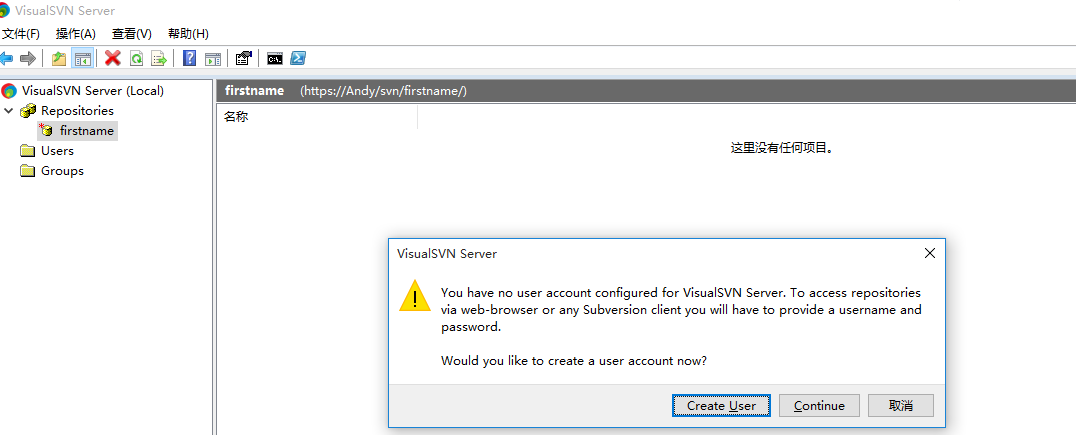 VisualSVN Server
文件(F) 操作(A) 查看(V) 帮助(H)
VisualSVN Server (Local)
Repositories
firstname
Users
Groups
firstname (https://Andy/svn/firstname/)
名称
这里没有任何项目。
VisualSVN Server
You have no user account configured for VisualSVN Server. To access repositories
via web-browser or any Subversion client you will have to provide a username and
password.
Would you like to create a user account now?
Create User Continue 取消